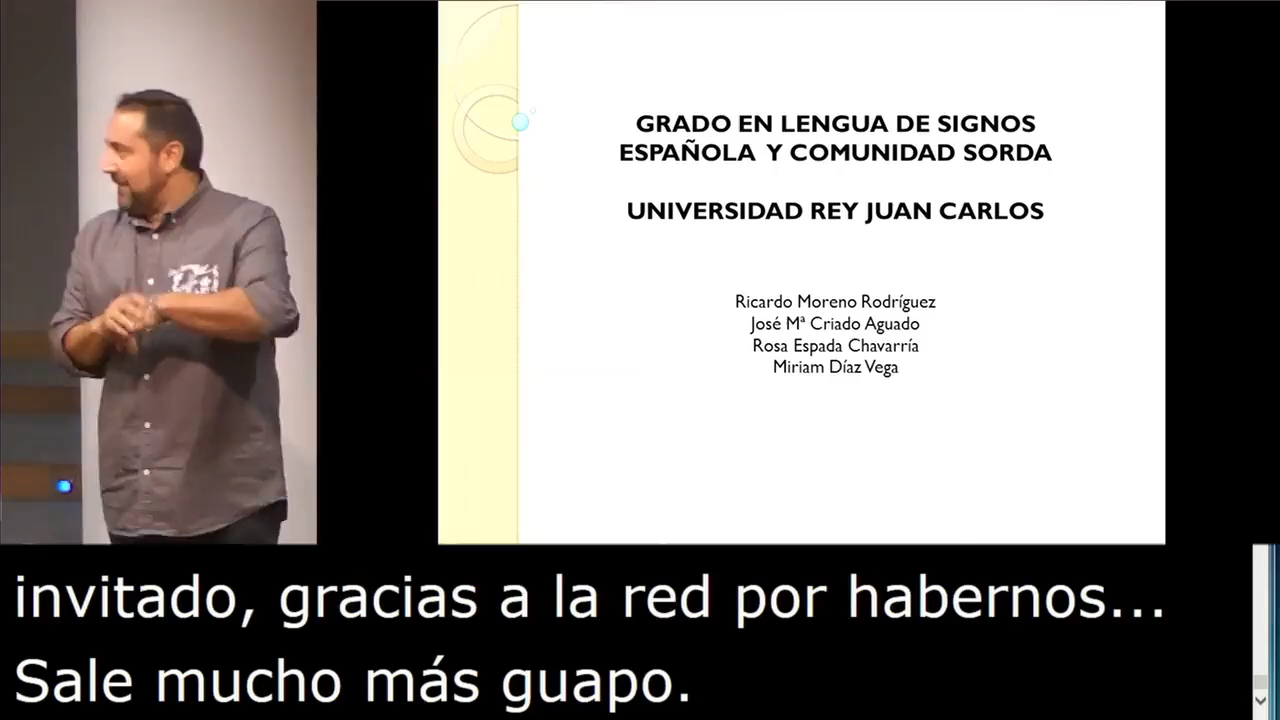 GRADO EN LENGUA DE SIGNOS
ESPAÑOLA Y COMUNIDAD SORDA
UNIVERSIDAD REY JUAN CARLOS
Ricardo Moreno Rodríguez
José Mª Criado Aguado
Rosa Espada Chavarría
Miriam Díaz Vega
invitado, gracias a la red por habernos...
Sale mucho más guapo.